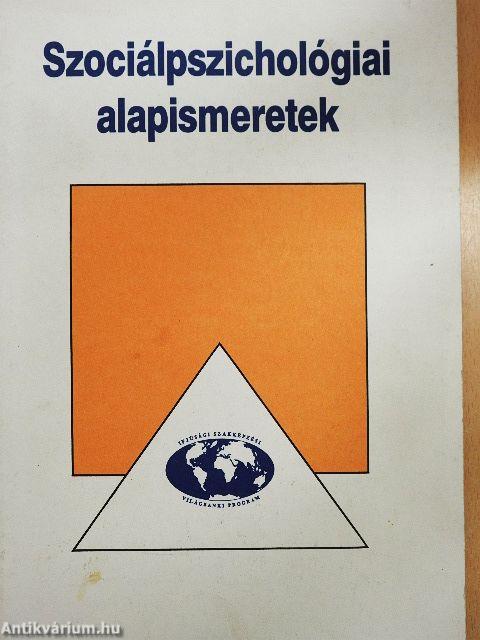 Szociálpszichológiai
alapismeretek
IFJÚSÁGI SZAKKÉPZÉSI
VILÁGBANKI PROGRAM
Antikvárium.hu